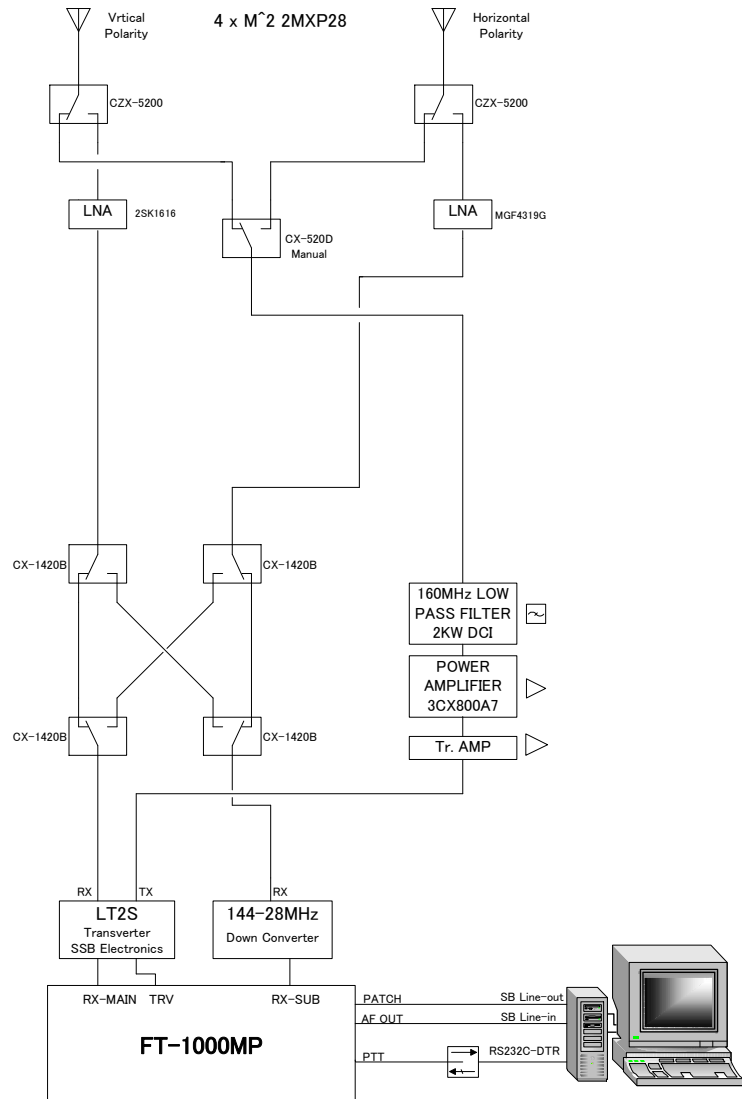 Vrtical
Polarity
4 x M^2 2MXP28
Horizontal
Polarity
CZX-5200
CZX-5200
LNA
2SK1616
LNA
MGF4319G
CX-520D
Manual
CX-1420B
CX-1420B
160MHz LOW
PASS FILTER
2KW DCI
POWER
AMPLIFIER
3CX800A7
CX-1420B
CX-1420B
Tr. AMP
RX
TX
RX
LT2S
Transverter
SSB Electronics
144-28MHz
Down Converter
RX-MAIN
TRV
RX-SUB
PATCH
SB Line-out
AF OUT
SB Line-in
FT-1000MP
PTT
RS232C-DTR